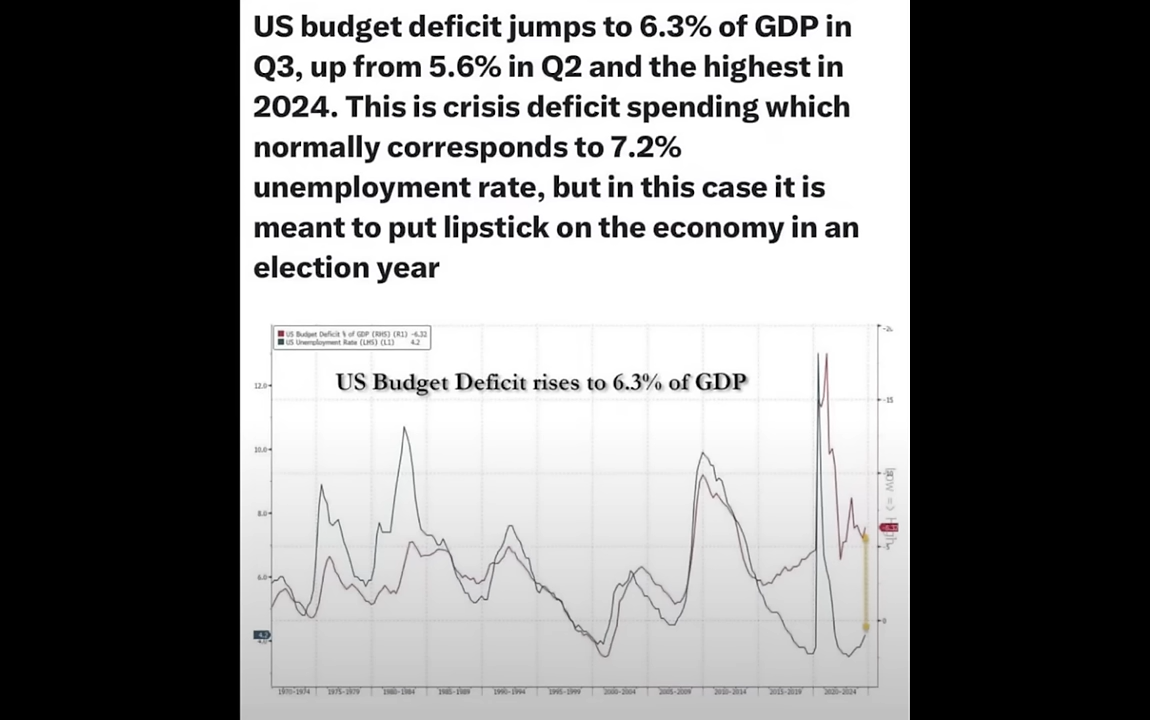 US budget deficit jumps to 6.3% of GDP in
Q3, up from 5.6% in Q2 and the highest in
2024. This is crisis deficit spending which
normally corresponds to 7.2%
unemployment rate, but in this case it is
meant to put lipstick on the economy in an
election year
US Budget Deficit % of GDP (RHS) (R1) -6.32
US Unemployment Rate (LHS) (L1) 4.2
US Budget Deficit rises to 6.3% of GDP
12.0
-15
10.0
8.0
-5
6.0
0
4.2
1970-1974 1975-1979 1980-1984 1985-1989 1990-1994 1995-1999 2000-2004 2005-2009 2010-2014 2015-2019 2020-2024